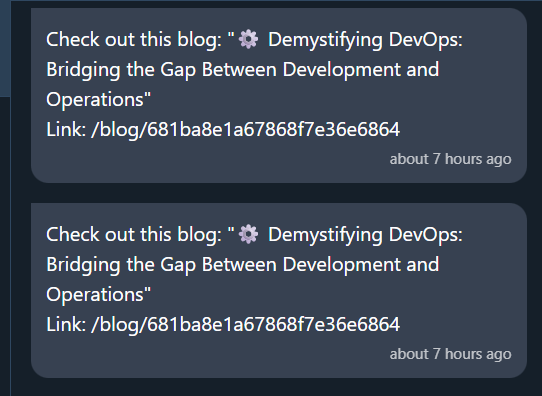 Check out this blog: "⚙️ Demystifying DevOps:
Bridging the Gap Between Development and
Operations"
Link: /blog/681ba8e1a67868f7e36e6864
about 7 hours ago
Check out this blog: "⚙️ Demystifying DevOps:
Bridging the Gap Between Development and
Operations"
Link: /blog/681ba8e1a67868f7e36e6864
about 7 hours ago